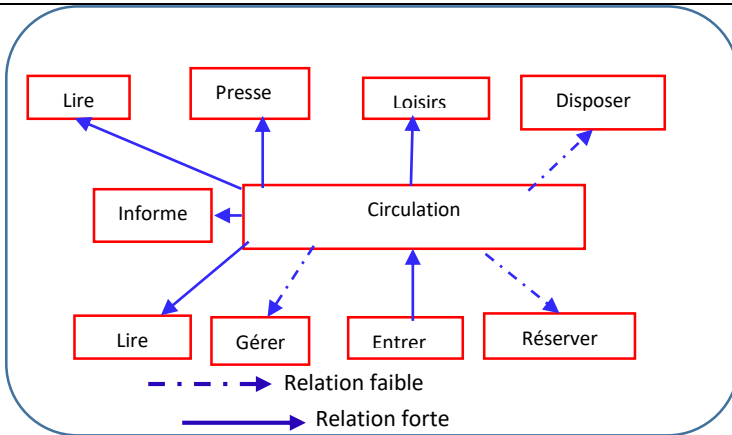 Lire
Presse
Loisirs
Disposer
Informe
Circulation
Lire
Gérer
Entrer
Réserver
Relation faible
Relation forte